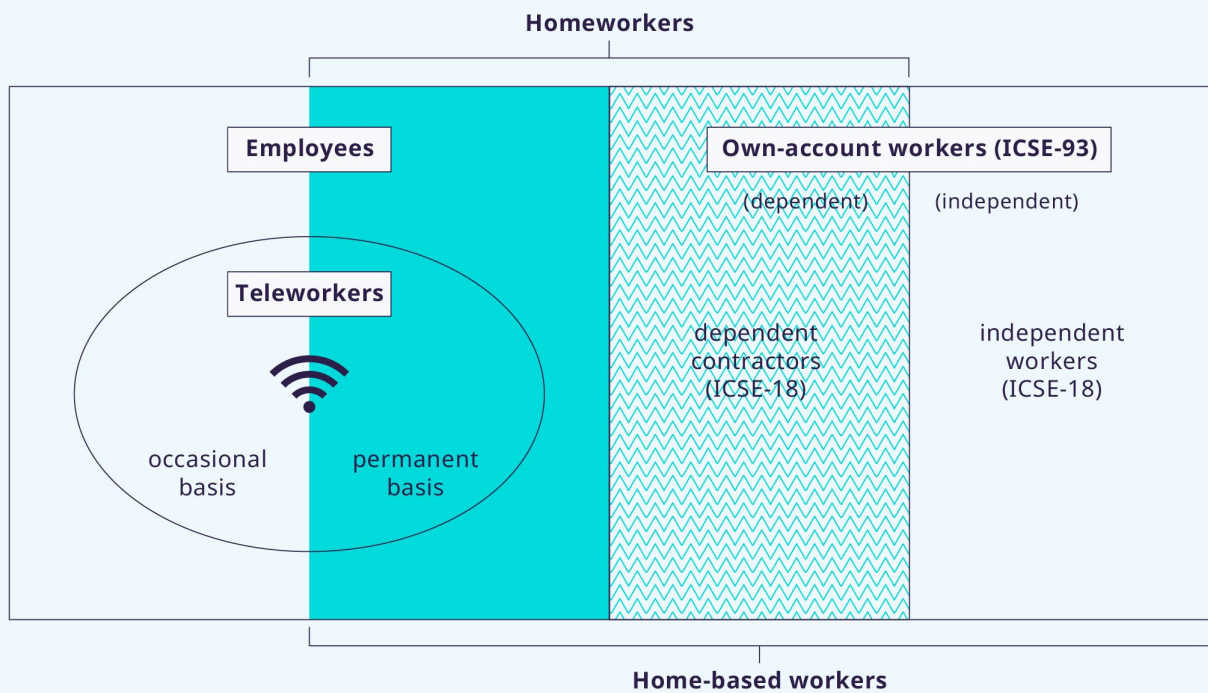 Homeworkers
Employees
Own-account workers (ICSE-93)
(dependent)
(independent)
Teleworkers
dependent
contractors
(ICSE-18)
independent
workers
(ICSE-18)
occasional
basis
permanent
basis
Home-based workers